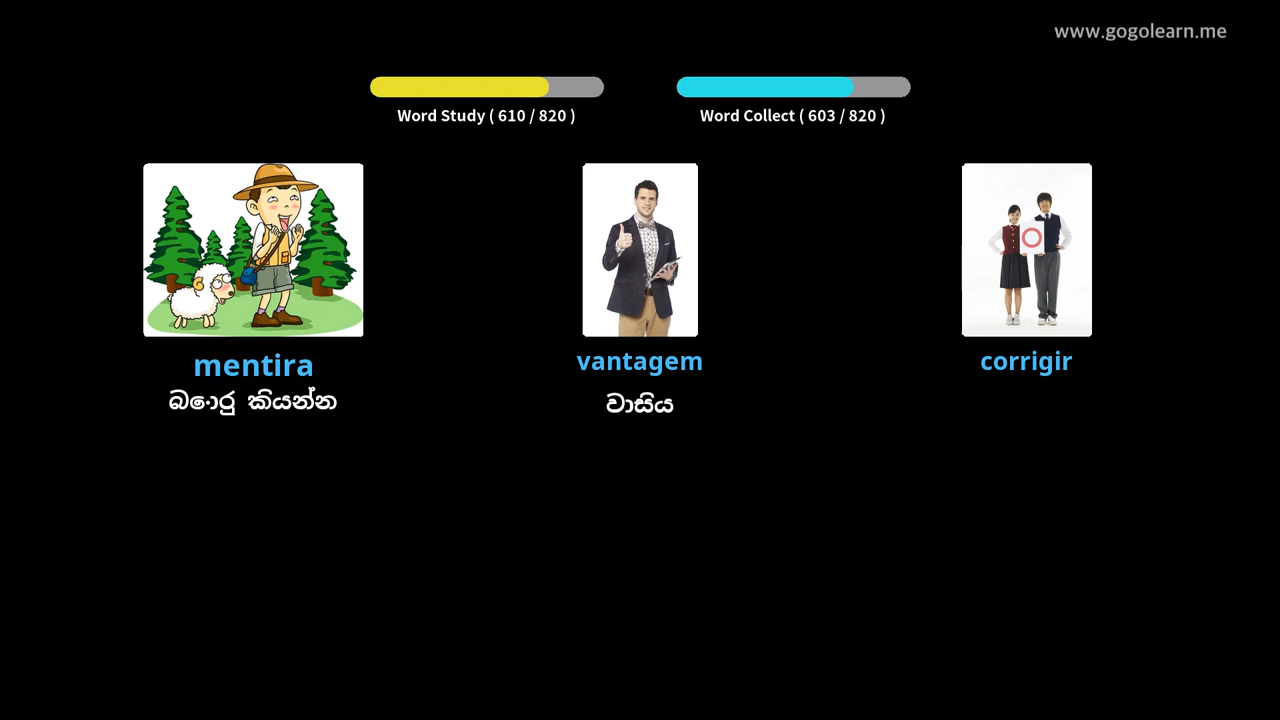 www.gogolearn.me
Word Study ( 610 / 820 )
Word Collect ( 603 / 820 )
mentira
vantagem
corrigir
බොරු කියන්න
වාසිය